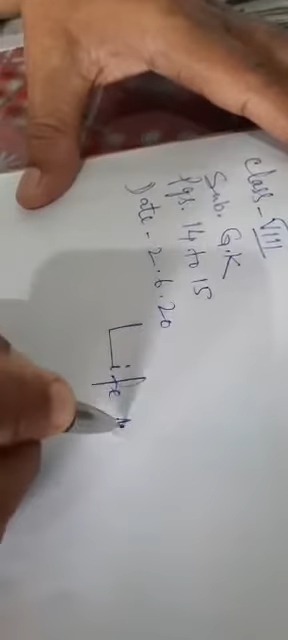 Class - VIII
Sub. G.K
Pgs. 14 to 15
Date - 2.6.20
Life